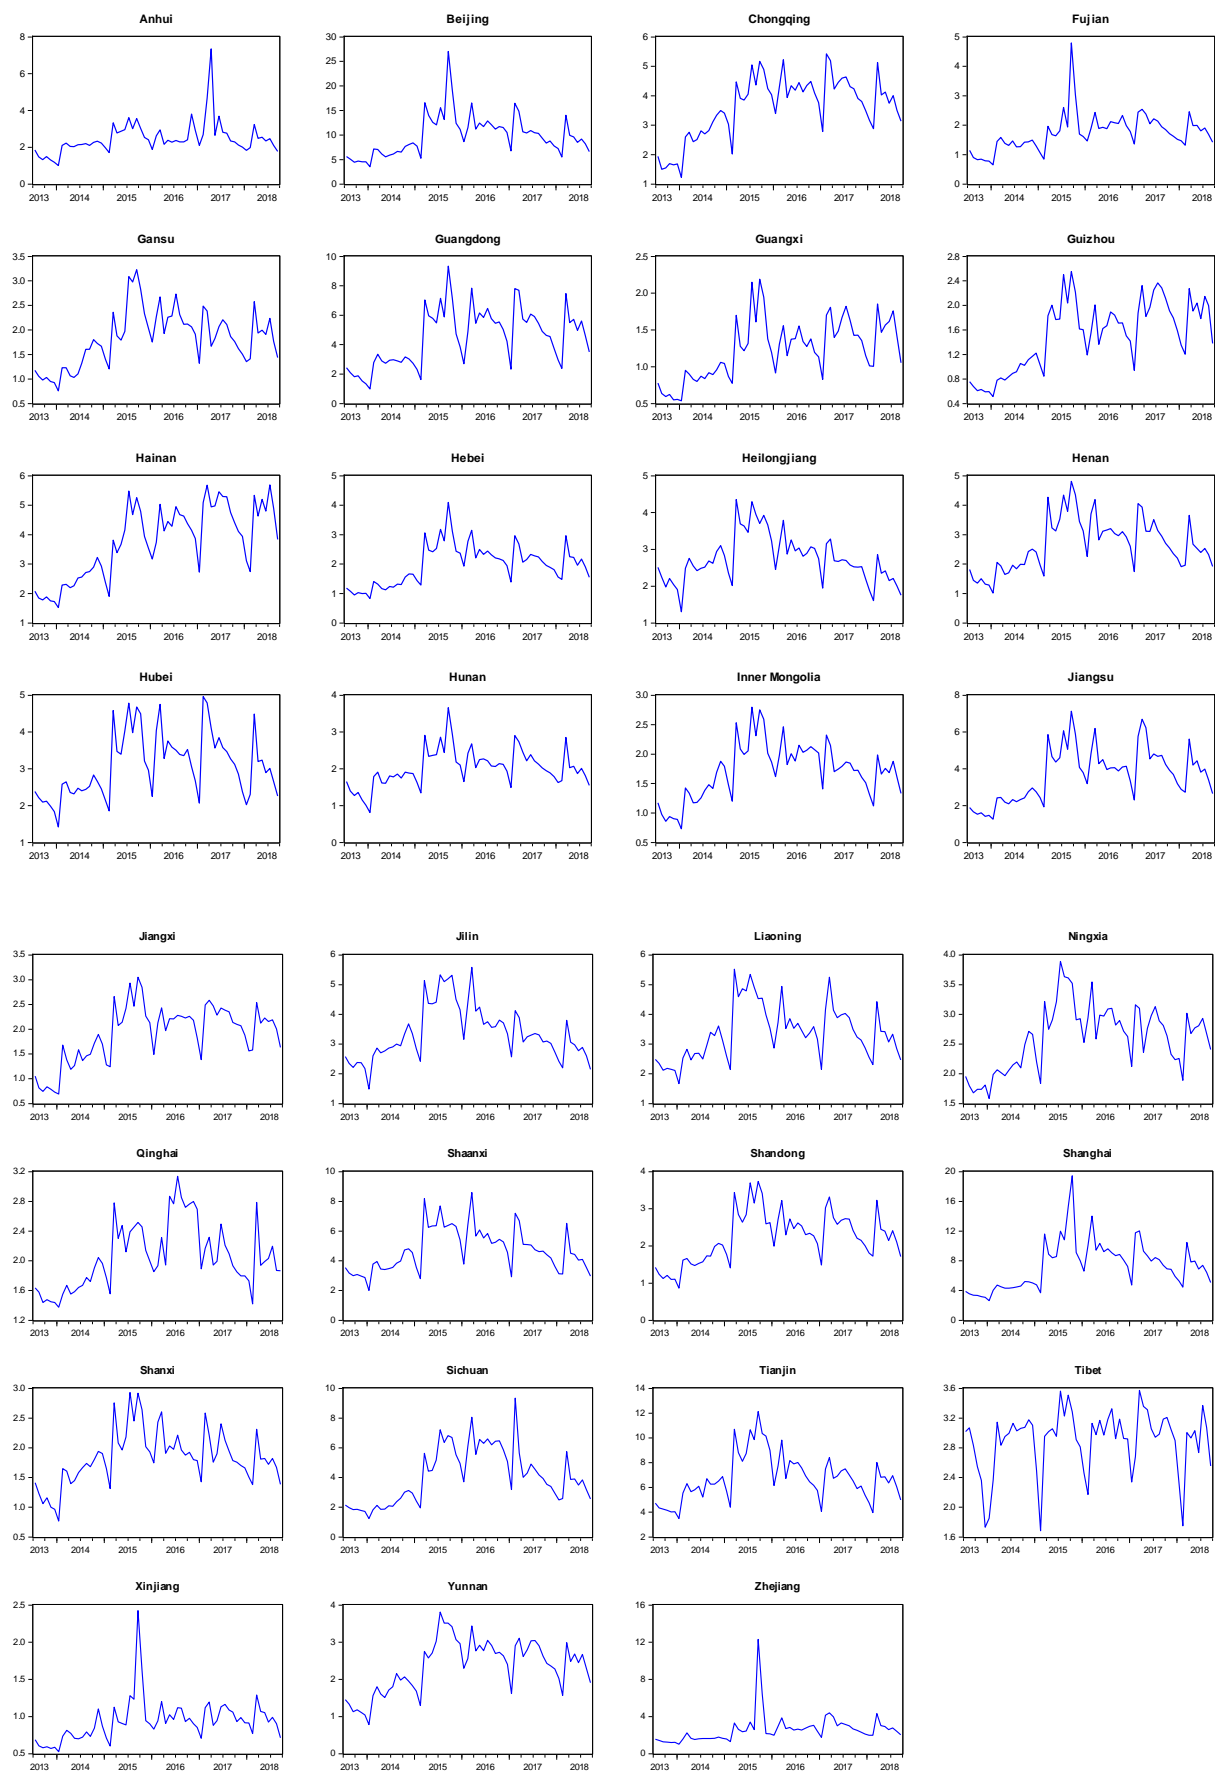 Anhui Beijing Chongqing Fujian
8 30 6 5
6 25 5 4
20 4 3
4 15
2 10 3 2
5 2 1
0 0 1 0
2013 2014 2015 2016 2017 2018 2013 2014 2015 2016 2017 2018 2013 2014 2015 2016 2017 2018 2013 2014 2015 2016 2017 2018
Gansu Guangdong Guangxi Guizhou
3.5 10 2.5 2.8
3.0 8 2.0 2.4
2.5 6 2.0
2.0 1.5 1.6
1.5 4 1.2
1.0 2 1.0 0.8
0.5 0 0.5 0.4
2013 2014 2015 2016 2017 2018 2013 2014 2015 2016 2017 2018 2013 2014 2015 2016 2017 2018 2013 2014 2015 2016 2017 2018
Hainan Hebei Heilongjiang Henan
6 5 5 5
5 4 4 4
4 3 3
3 2 3 2
2 1 2 1
1 0 1 0
2013 2014 2015 2016 2017 2018 2013 2014 2015 2016 2017 2018 2013 2014 2015 2016 2017 2018 2013 2014 2015 2016 2017 2018
Hubei Hunan Inner Mongolia Jiangsu
5 4 3.0 8
4 3 2.5 6
3 2 2.0 4
2 1 1.5 2
1.0
1 0 0.5 0
2013 2014 2015 2016 2017 2018 2013 2014 2015 2016 2017 2018 2013 2014 2015 2016 2017 2018 2013 2014 2015 2016 2017 2018
Jiangxi Jilin Liaoning Ningxia
3.5 6 6 4.0
3.0 5 5 3.5
2.5 4 4 3.0
2.0 3 3 2.5
1.5 2 2 2.0
1.0
0.5 1 1 1.5
2013 2014 2015 2016 2017 2018 2013 2014 2015 2016 2017 2018 2013 2014 2015 2016 2017 2018 2013 2014 2015 2016 2017 2018
Qinghai Shaanxi Shandong Shanghai
3.2 10 4 20
2.8 8 3 16
2.4 6 2 12
2.0 4 8
1.6 2 1 4
1.2 0 0 0
2013 2014 2015 2016 2017 2018 2013 2014 2015 2016 2017 2018 2013 2014 2015 2016 2017 2018 2013 2014 2015 2016 2017 2018
Shanxi Sichuan Tianjin Tibet
3.0 10 14 3.6
2.5 8 12 3.2
2.0 6 10 2.8
1.5 4 8 2.4
1.0 2 6 2.0
4
0.5 0 2 1.6
2013 2014 2015 2016 2017 2018 2013 2014 2015 2016 2017 2018 2013 2014 2015 2016 2017 2018 2013 2014 2015 2016 2017 2018
Xinjiang Yunnan Zhejiang
2.5 4 16
2.0 3 12
1.5 2 8
1.0 1 4
0.5 0 0
2013 2014 2015 2016 2017 2018 2013 2014 2015 2016 2017 2018 2013 2014 2015 2016 2017 2018